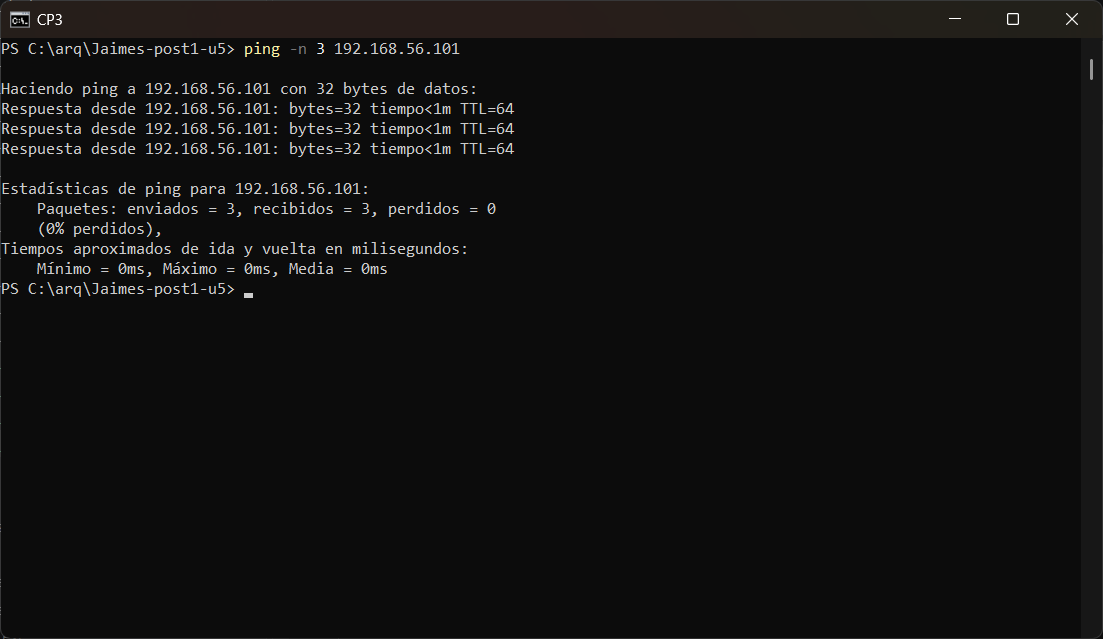 CP3
PS C:\arq\Jaimes-post1-u5> ping -n 3 192.168.56.101
Haciendo ping a 192.168.56.101 con 32 bytes de datos:
Respuesta desde 192.168.56.101: bytes=32 tiempo<1m TTL=64
Respuesta desde 192.168.56.101: bytes=32 tiempo<1m TTL=64
Respuesta desde 192.168.56.101: bytes=32 tiempo<1m TTL=64
Estadísticas de ping para 192.168.56.101:
    Paquetes: enviados = 3, recibidos = 3, perdidos = 0
    (0% perdidos),
Tiempos aproximados de ida y vuelta en milisegundos:
    Mínimo = 0ms, Máximo = 0ms, Media = 0ms
PS C:\arq\Jaimes-post1-u5>